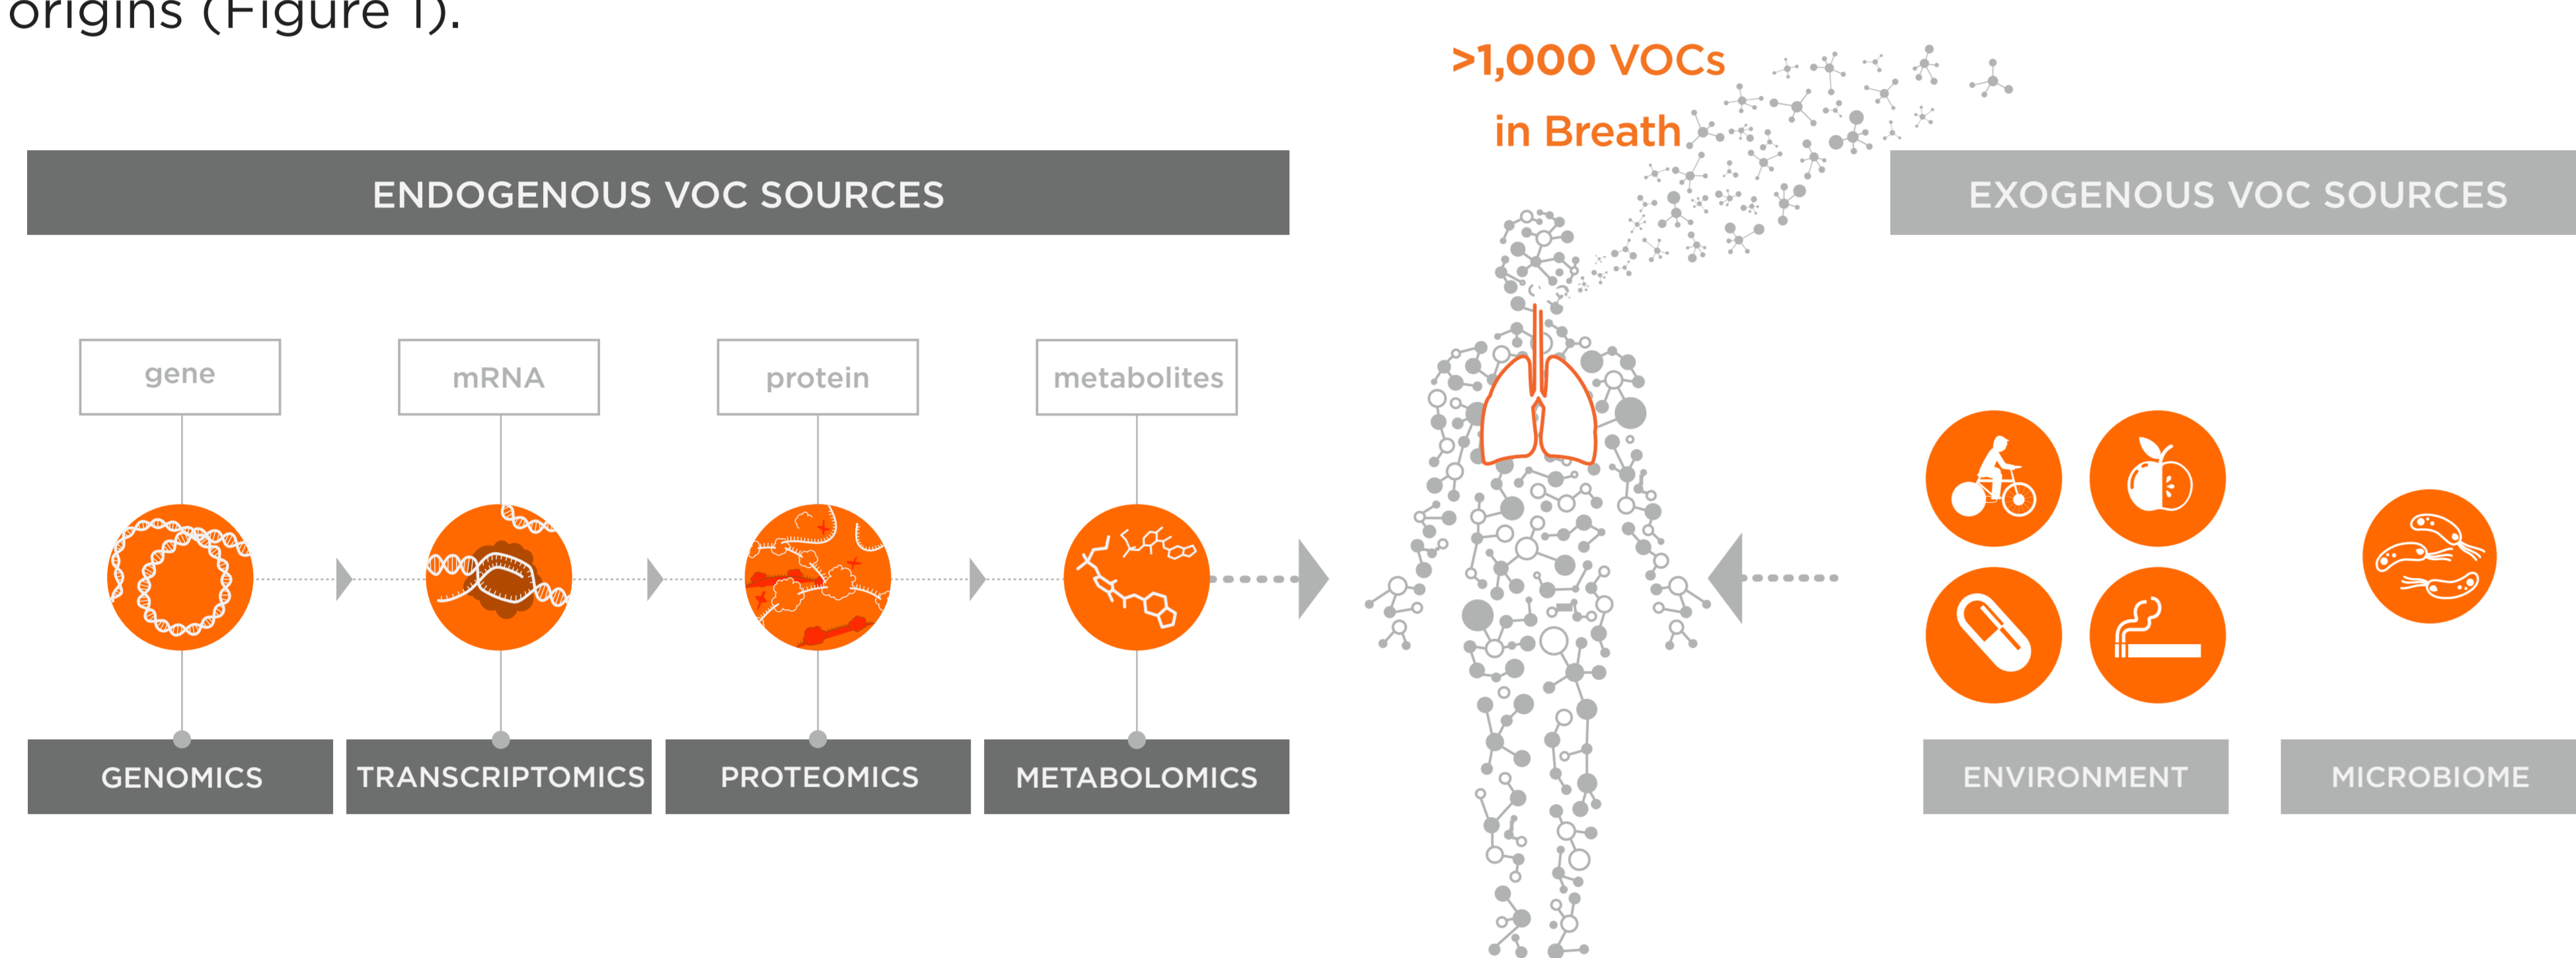 origins (Figure 1).
>1,000 VOCs
in Breath
ENDOGENOUS VOC SOURCES
EXOGENOUS VOC SOURCES
gene
mRNA
protein
metabolites
GENOMICS
TRANSCRIPTOMICS
PROTEOMICS
METABOLOMICS
ENVIRONMENT
MICROBIOME